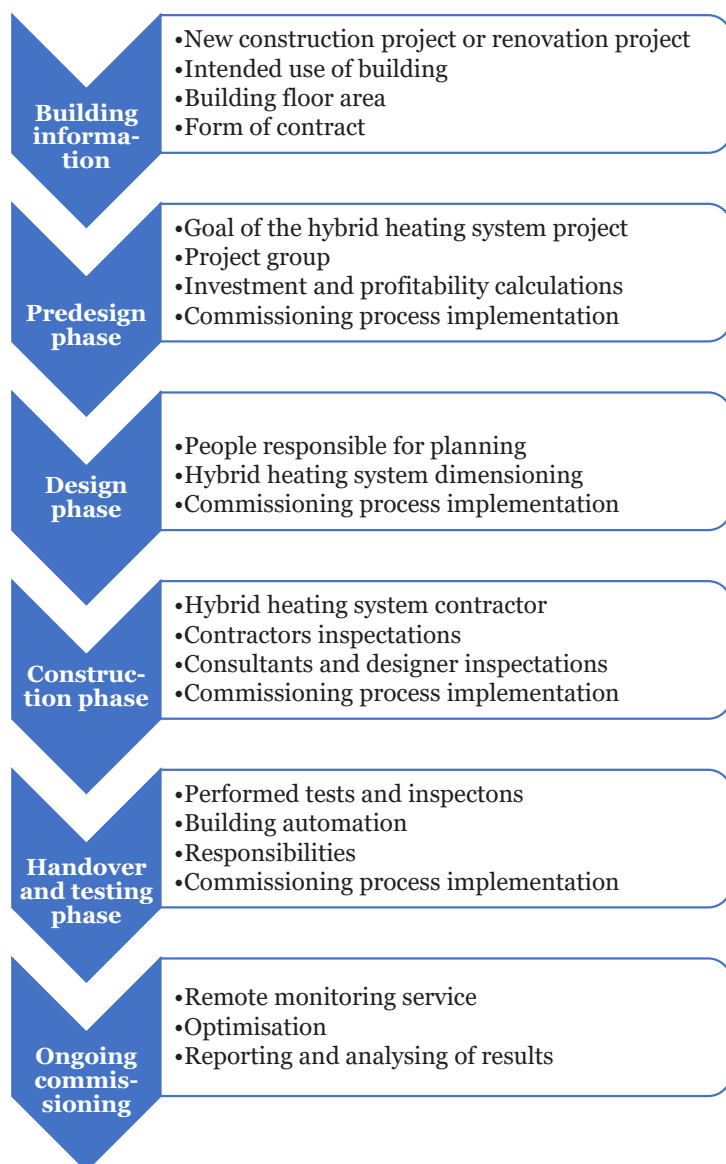 •New construction project or renovation project
•Intended use of building
•Building floor area
•Form of contract
Building
informa-
tion
•Goal of the hybrid heating system project
•Project group
•Investment and profitability calculations
•Commissioning process implementation
Predesign
phase
•People responsible for planning
•Hybrid heating system dimensioning
•Commissioning process implementation
Design
phase
•Hybrid heating system contractor
•Contractors inspectations
•Consultants and designer inspectations
•Commissioning process implementation
Construc-
tion phase
•Performed tests and inspectons
•Building automation
•Responsibilities
•Commissioning process implementation
Handover
and testing
phase
•Remote monitoring service
•Optimisation
•Reporting and analysing of results
Ongoing
commis-
sioning